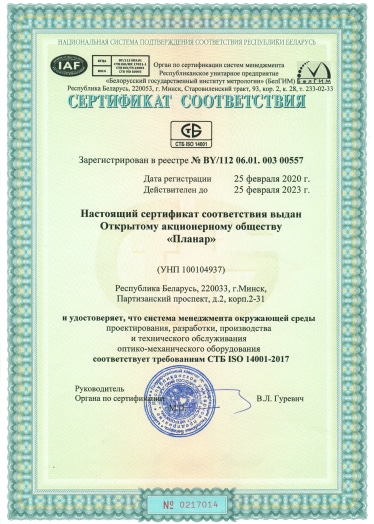 НАЦИОНАЛЬНАЯ СИСТЕМА ПОДТВЕРЖДЕНИЯ СООТВЕТСТВИЯ РЕСПУБЛИКИ БЕЛАРУСЬ
IAF
Орган по сертификации систем менеджмента
Республиканское унитарное предприятие
«Белорусский государственный институт метрологии» (БелГИМ)
БелГИМ
Республика Беларусь, 220053, г. Минск, Старовиленский тракт, 93, кор. 2, к. 28, т. 233-02-33
СЕРТИФИКАТ СООТВЕТСТВИЯ
СТБ ISO 14001
Зарегистрирован в реестре № BY/112 06.01. 003 00557
Дата регистрации 25 февраля 2020 г.
Действителен до 25 февраля 2023 г.
Настоящий сертификат соответствия выдан
Открытому акционерному обществу
«Планар»
(УНП 100104937)
Республика Беларусь, 220033, г.Минск,
Партизанский проспект, д.2, корп.2-31
и удостоверяет, что система менеджмента окружающей среды
проектирования, разработки, производства
и технического обслуживания
оптико-механического оборудования
соответствует требованиям СТБ ISO 14001-2017
Руководитель
Органа по сертификации В.Л. Гуревич
М.П.
№ 0217014